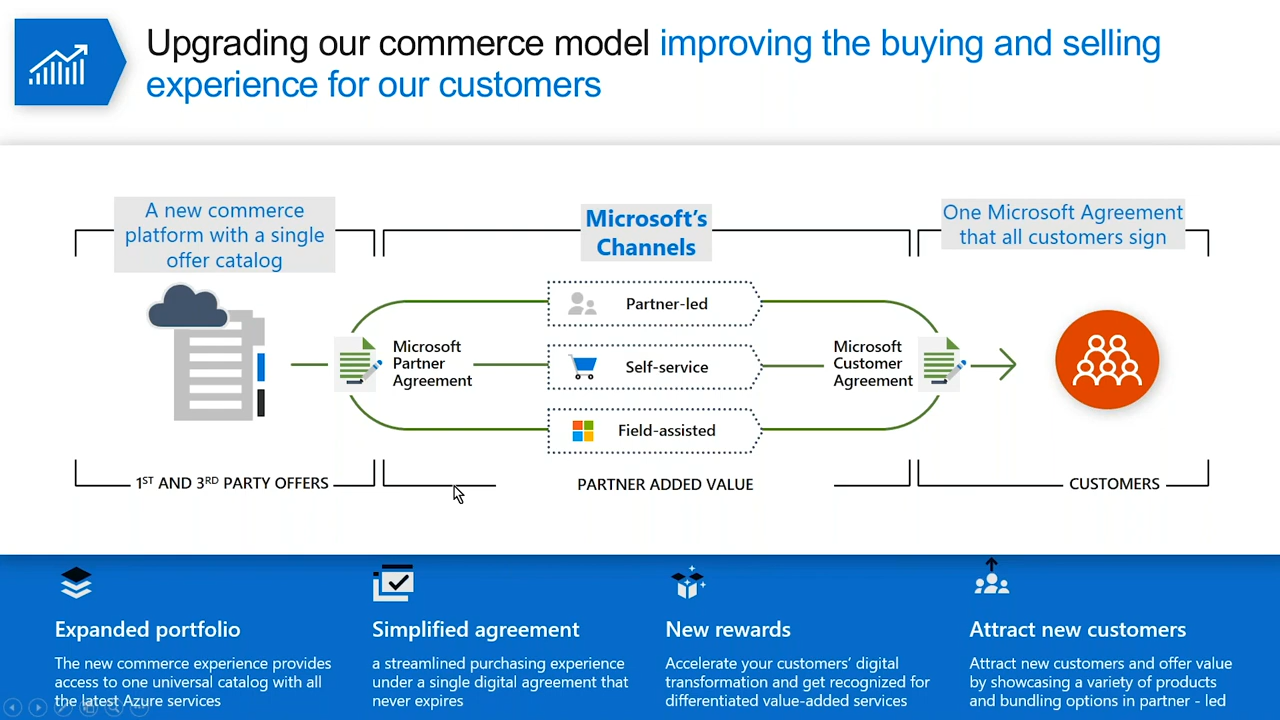 Upgrading our commerce model improving the buying and selling
experience for our customers
A new commerce
platform with a single
offer catalog
Microsoft's
Channels
One Microsoft Agreement
that all customers sign
Partner-led
Microsoft
Partner
Agreement
Self-service
Microsoft
Customer
Agreement
Field-assisted
1ST AND 3RD PARTY OFFERS
PARTNER ADDED VALUE
CUSTOMERS
Expanded portfolio
The new commerce experience provides
access to one universal catalog with all
the latest Azure services
Simplified agreement
a streamlined purchasing experience
under a single digital agreement that
never expires
New rewards
Accelerate your customers' digital
transformation and get recognized for
differentiated value-added services
Attract new customers
Attract new customers and offer value
by showcasing a variety of products
and bundling options in partner - led